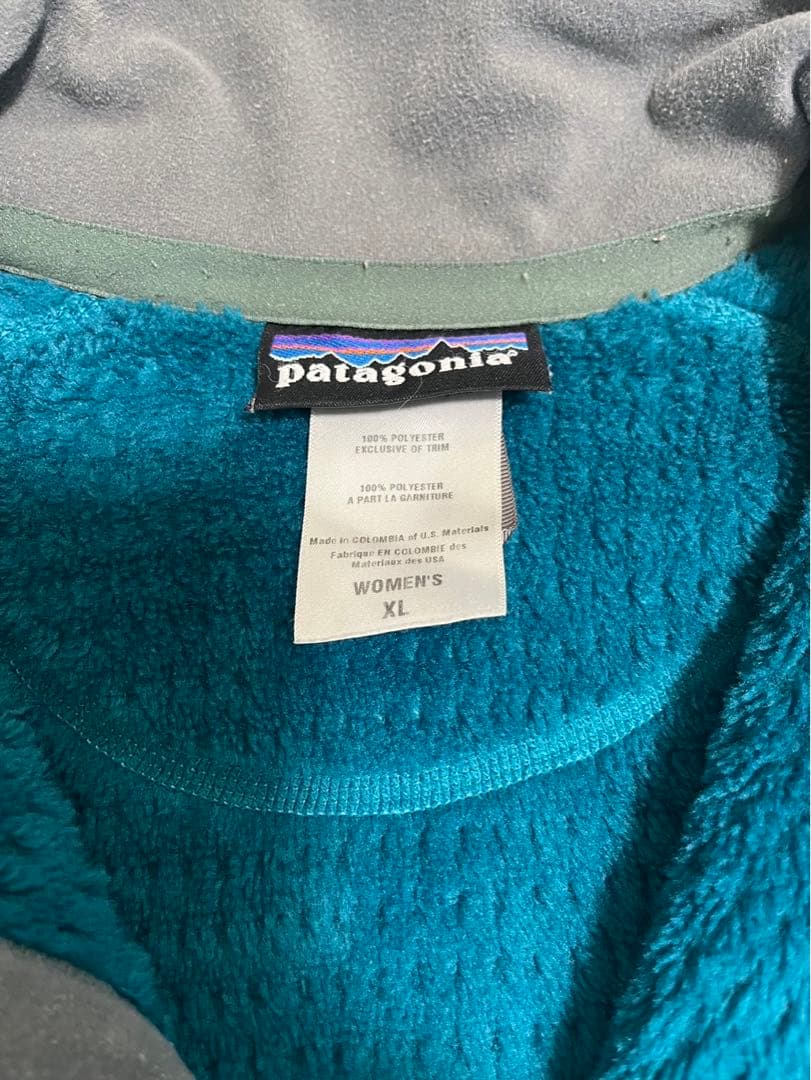 patagonia®
100% POLYESTER
EXCLUSIVE OF TRIM
100% POLYESTER
A PART LA GARNITURE
Made in COLOMBIA of U.S. Materials
Fabrique EN COLOMBIE des
Materiaux des USA
WOMEN'S
XL